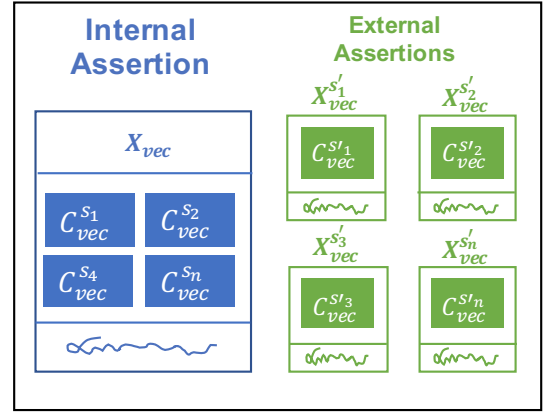 Internal
Assertion
X_vec
C_vec^s_1 C_vec^s_2
C_vec^s_4 C_vec^s_n
External
Assertions
X_vec^s'_1 X_vec^s'_2
C_vec^s'_1 C_vec^s'_2
X_vec^s'_3 X_vec^s'_n
C_vec^s'_3 C_vec^s'_n